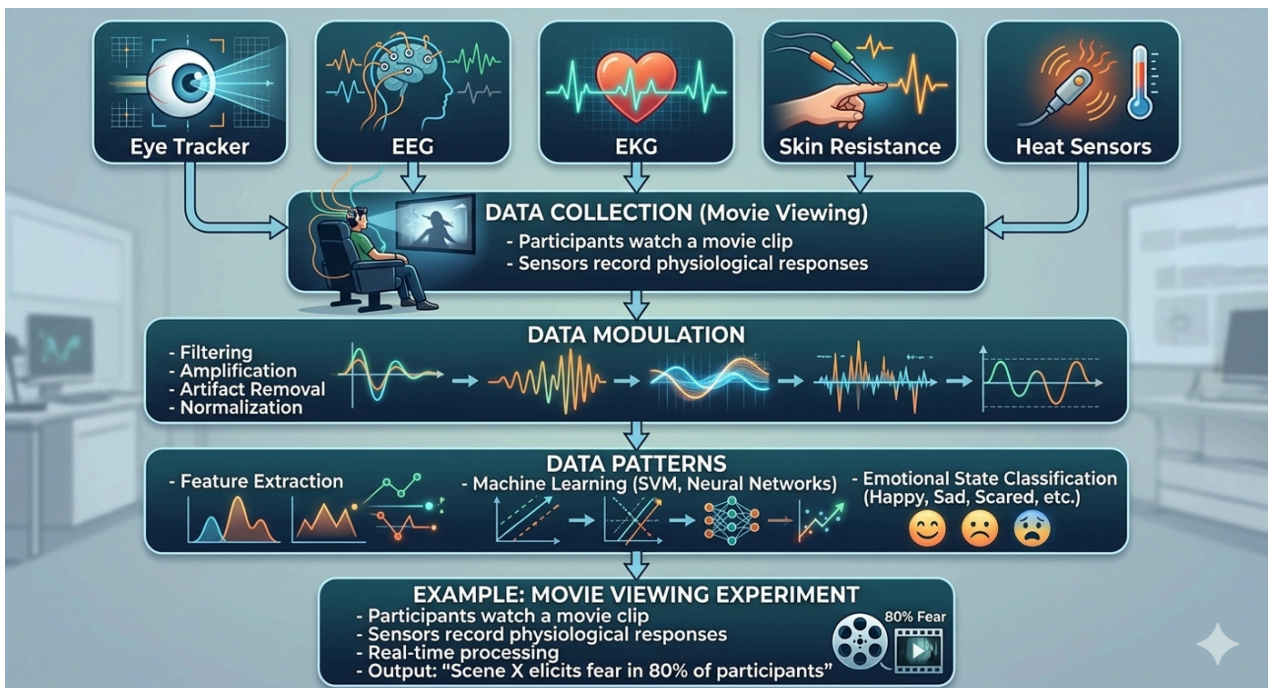 Eye Tracker
EEG
EKG
Skin Resistance
Heat Sensors
DATA COLLECTION (Movie Viewing)
- Participants watch a movie clip
- Sensors record physiological responses
DATA MODULATION
- Filtering
- Amplification
- Artifact Removal
- Normalization
DATA PATTERNS
- Feature Extraction
- Machine Learning (SVM, Neural Networks)
- Emotional State Classification
(Happy, Sad, Scared, etc.)
EXAMPLE: MOVIE VIEWING EXPERIMENT
- Participants watch a movie clip
- Sensors record physiological responses
- Real-time processing
- Output: "Scene X elicits fear in 80% of participants"
80% Fear